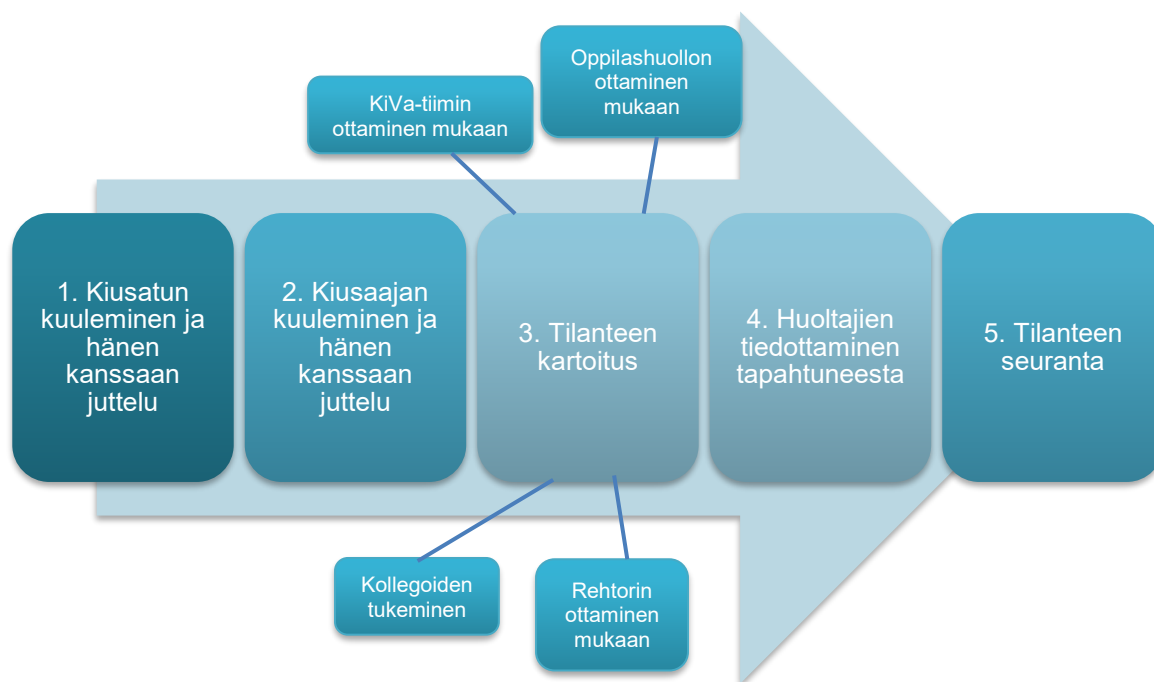 Oppilashuollon
ottaminen
mukaan
KiVa-tiimin
ottaminen mukaan
1. Kiusatun
kuuleminen ja
hänen
kanssaan
juttelu
2. Kiusaajan
kuuleminen ja
hänen
kanssaan
juttelu
3. Tilanteen
kartoitus
4. Huoltajien
tiedottaminen
tapahtuneesta
5. Tilanteen
seuranta
Kollegoiden
tukeminen
Rehtorin
ottaminen
mukaan